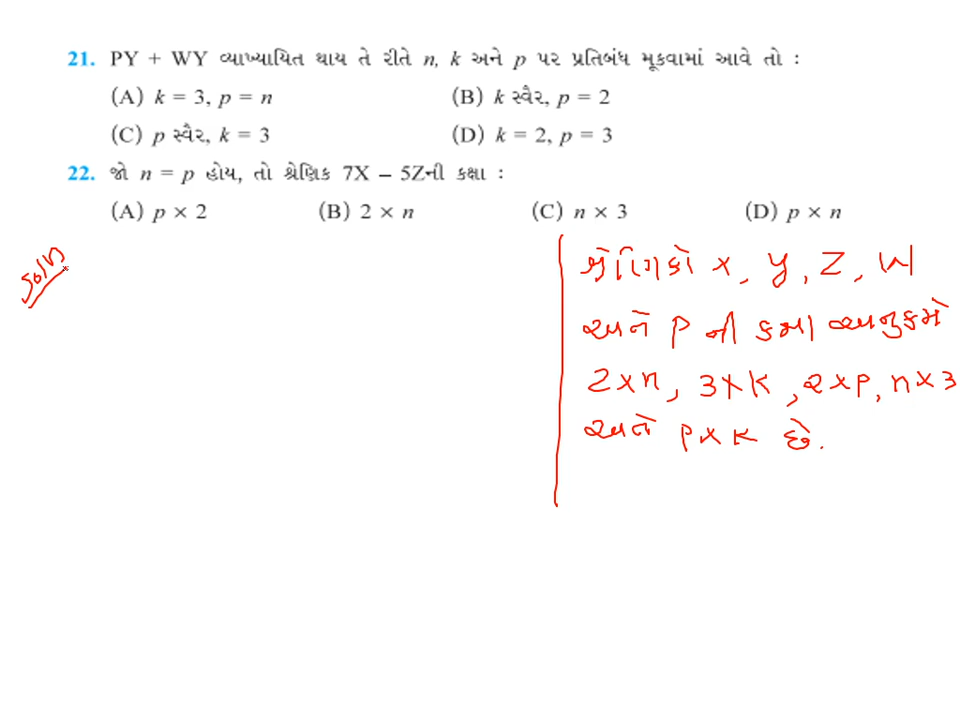 21. PY + WY વ્યાખ્યાયિત થાય તે રીતે n, k અને p પર પ્રતિબંધ મૂકવામાં આવે તો :
(A) k = 3, p = n (B) k સ્વૈર, p = 2
(C) p સ્વૈર, k = 3 (D) k = 2, p = 3
22. જો n = p હોય, તો શ્રેણિક 7X – 5Zની કક્ષા :
(A) p × 2 (B) 2 × n (C) n × 3 (D) p × n
Soln
શ્રેણિકો X, Y, Z, W
અને P ની કક્ષા અનુક્રમે
2×n, 3×K, ૨×P, n×3
અને P×K છે.